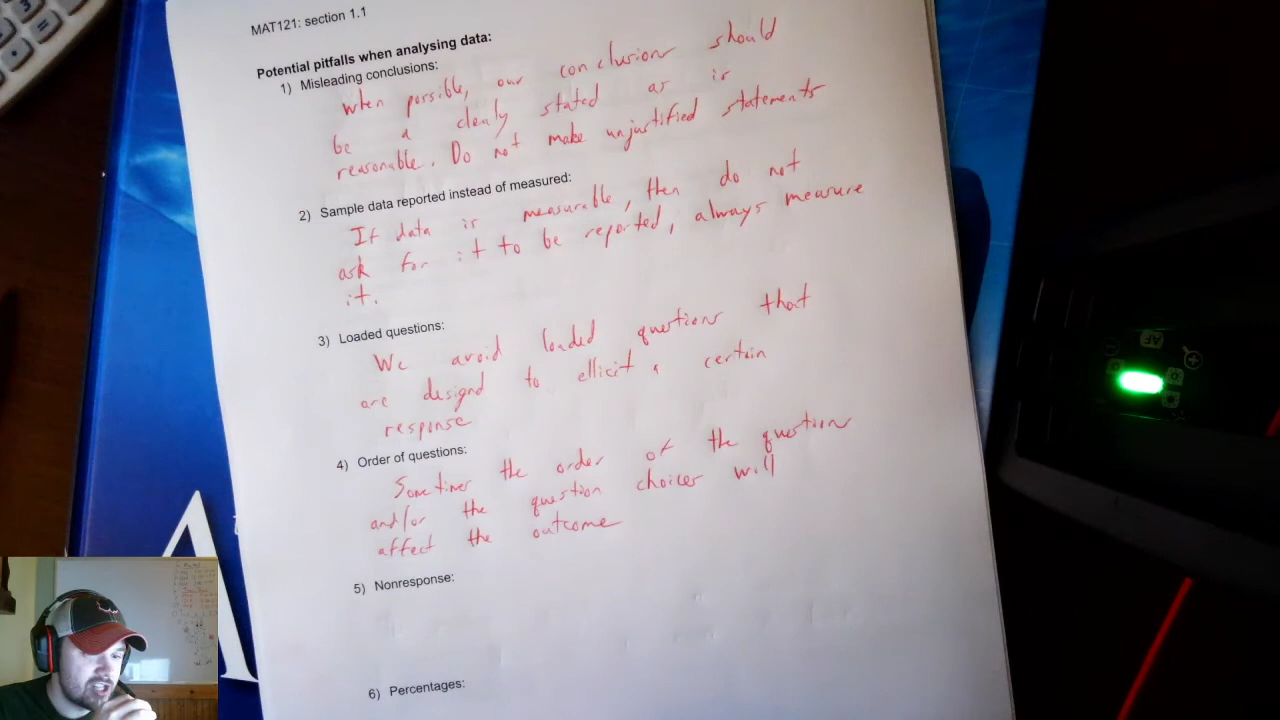 MAT121: section 1.1
Potential pitfalls when analysing data:
1) Misleading conclusions:
When possible, our conclusion should
be a clealy stated as is
reasonable. Do not make unjustified statements
2) Sample data reported instead of measured:
If data is measurable, then do not
ask for it to be reported, always measure
it.
3) Loaded questions:
We avoid loaded questions that
are designd to ellicit a certain
response
4) Order of questions:
Sometimes the order of the question
and/or the question choices will
affect the outcome
5) Nonresponse:
6) Percentages:
AF